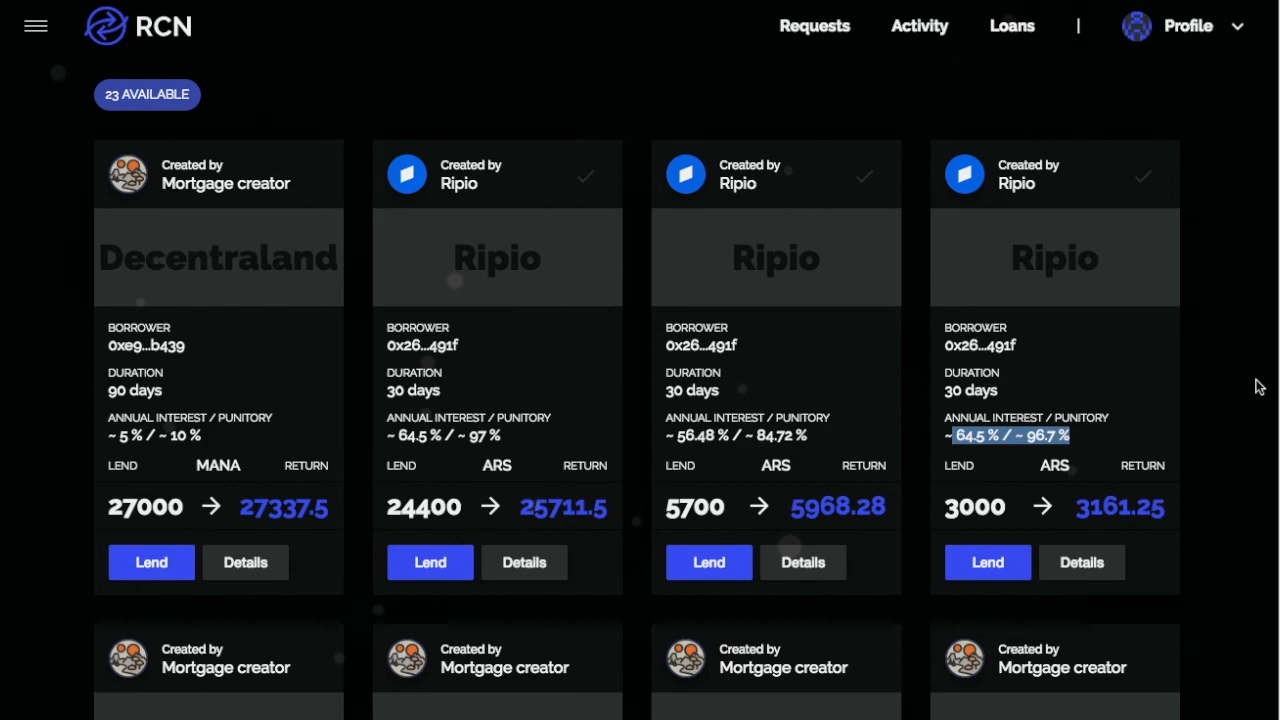 RCN
Requests Activity Loans | Profile
23 AVAILABLE
Created by
Mortgage creator
Decentraland
BORROWER
0xe9...b439
DURATION
90 days
ANNUAL INTEREST / PUNITORY
~ 5 % / ~ 10 %
LEND MANA RETURN
27000 → 27337.5
Lend Details
Created by
Ripio
Ripio
BORROWER
0x26...491f
DURATION
30 days
ANNUAL INTEREST / PUNITORY
~ 64.5 % / ~ 97 %
LEND ARS RETURN
24400 → 25711.5
Lend Details
Created by
Ripio
Ripio
BORROWER
0x26...491f
DURATION
30 days
ANNUAL INTEREST / PUNITORY
~ 56.48 % / ~ 84.72 %
LEND ARS RETURN
5700 → 5968.28
Lend Details
Created by
Ripio
Ripio
BORROWER
0x26...491f
DURATION
30 days
ANNUAL INTEREST / PUNITORY
~ 64.5 % / ~ 96.7 %
LEND ARS RETURN
3000 → 3161.25
Lend Details
Created by
Mortgage creator
Created by
Mortgage creator
Created by
Mortgage creator
Created by
Mortgage creator